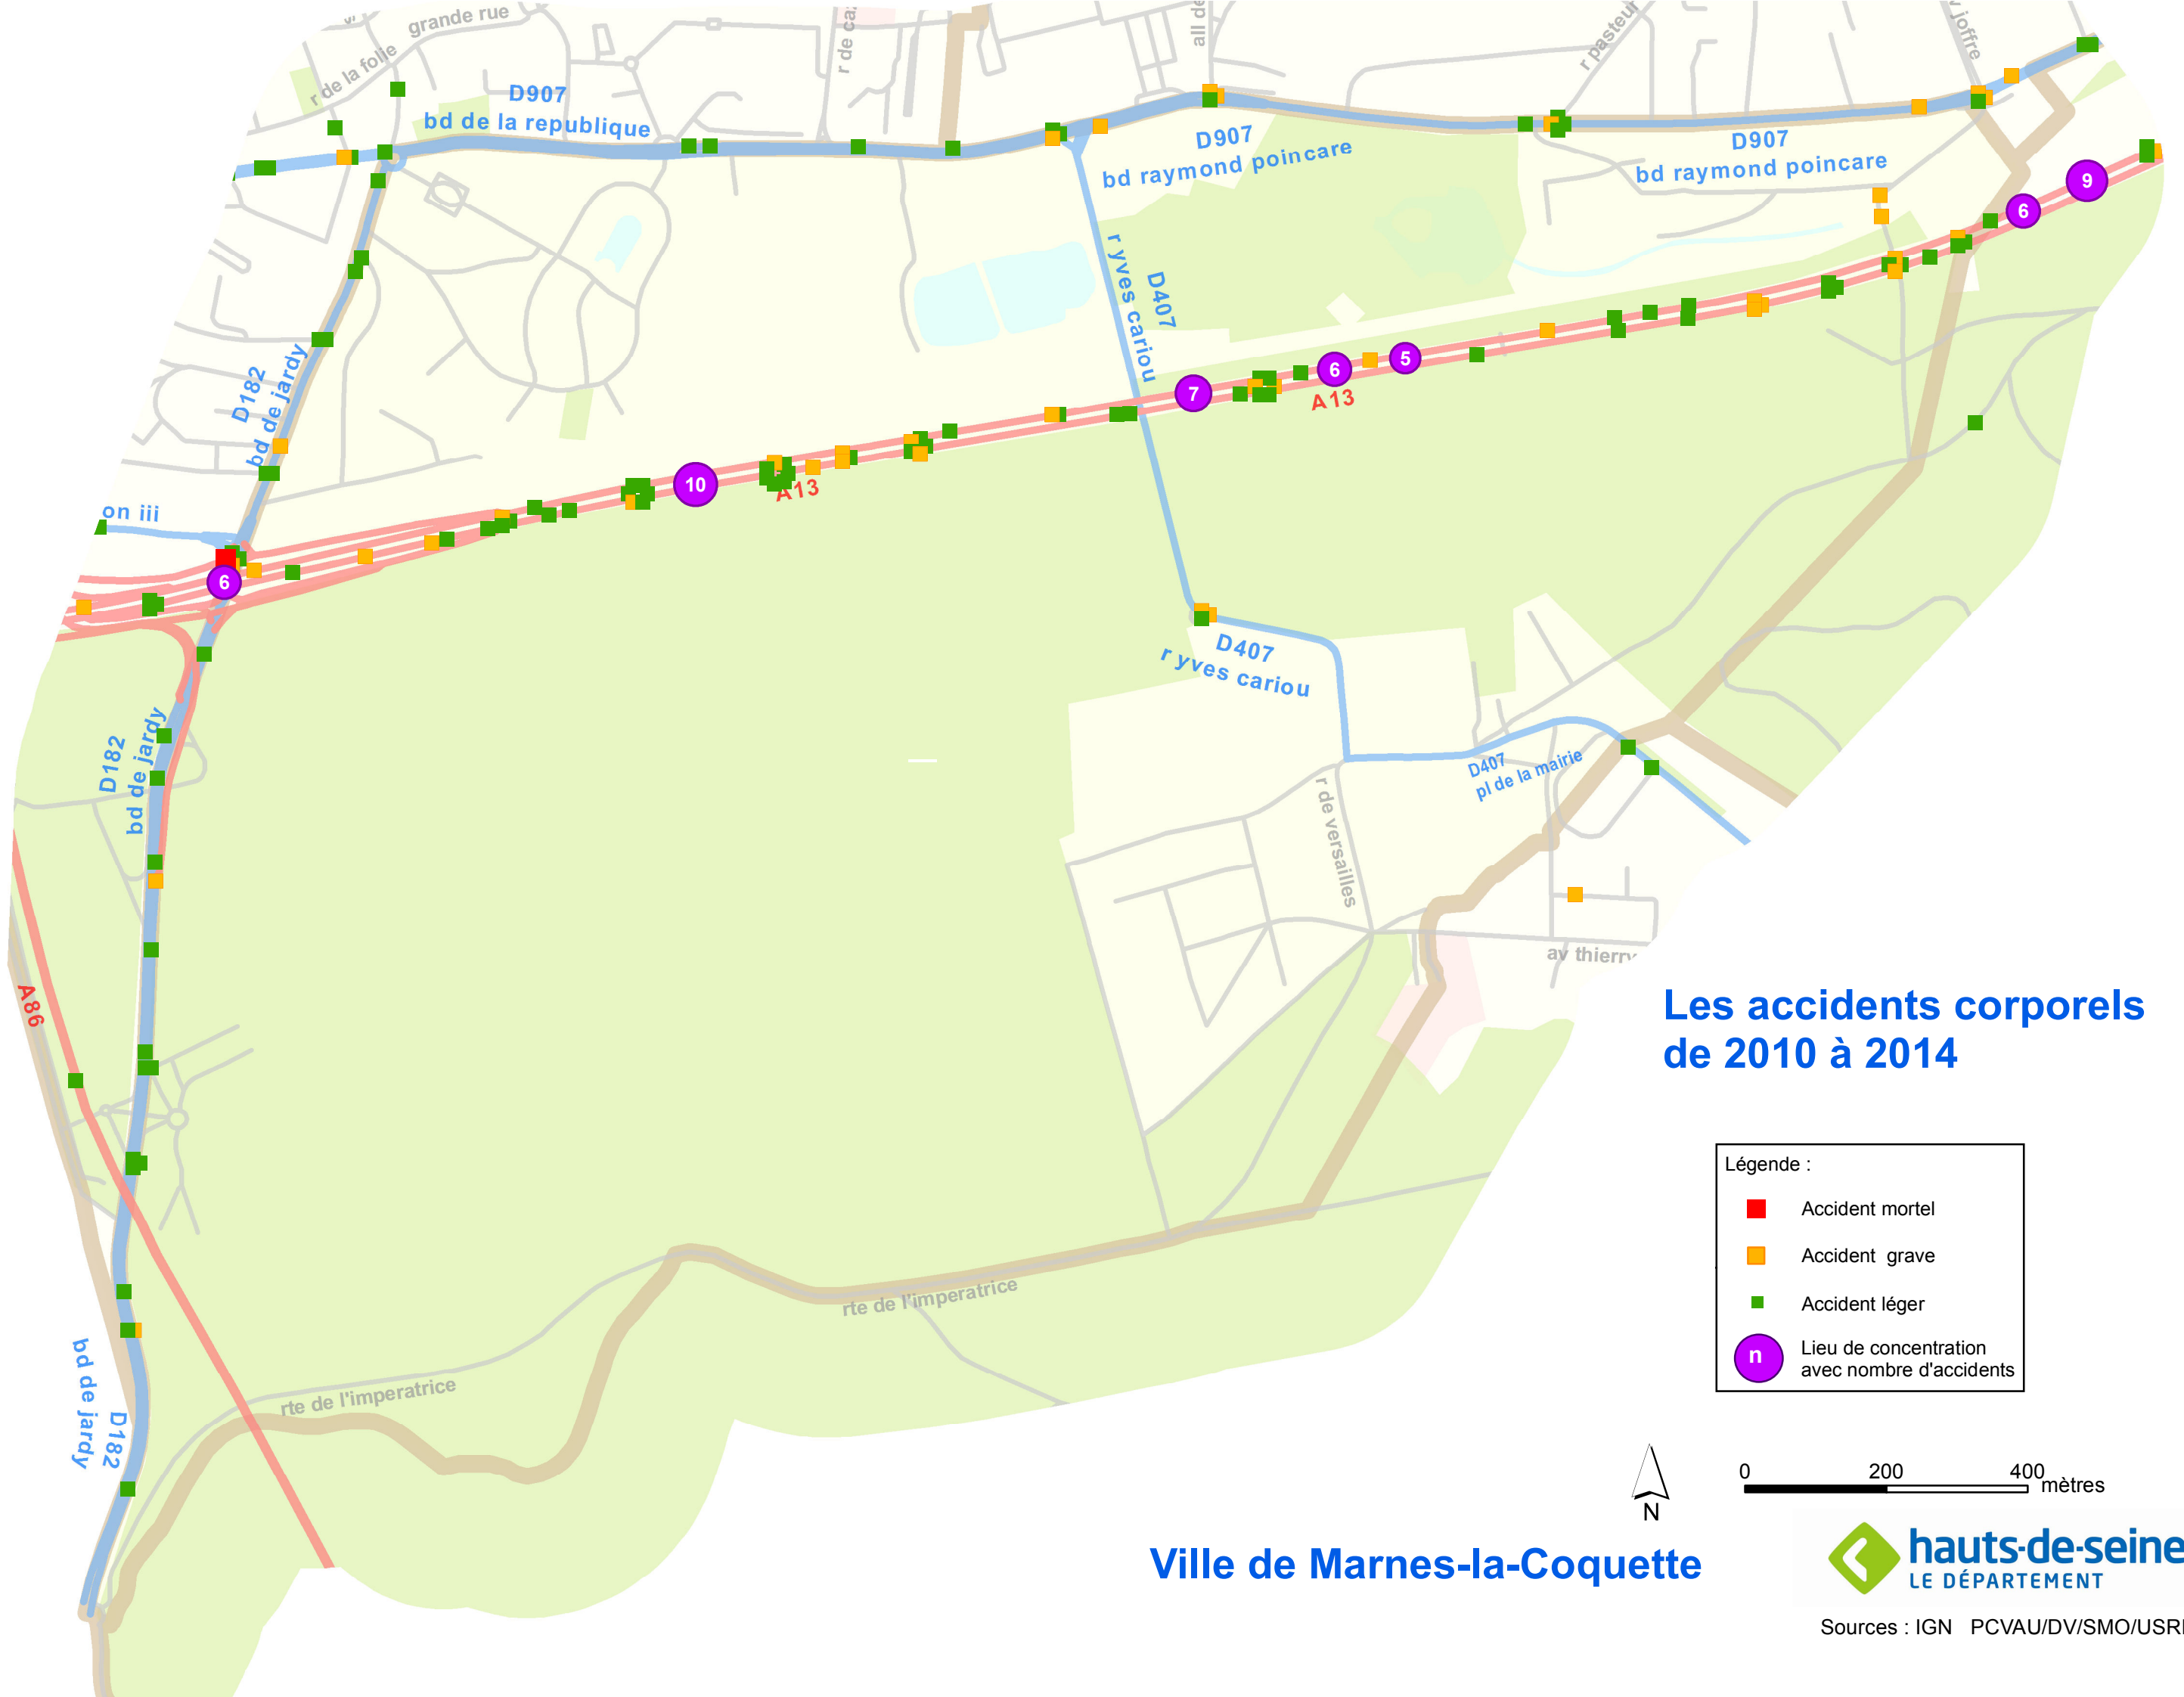 grande rue
r de la folie
r de ca
all de
r pasteur
r joffre
D907
bd de la republique
D907
bd raymond poincare
D907
bd raymond poincare
9
6
r yves cariou
D407
D182
bd de jardy
7
6
5
A13
10
A13
on iii
6
D407
r yves cariou
D182
bd de jardy
D407
pl de la mairie
r de versailles
av thierry
A86
Les accidents corporels
de 2010 à 2014
Légende :
Accident mortel
Accident grave
Accident léger
n
Lieu de concentration
avec nombre d'accidents
rte de l'imperatrice
rte de l'imperatrice
bd de jardy
D182
0 200 400
mètres
N
Ville de Marnes-la-Coquette
hauts-de-seine
LE DÉPARTEMENT
Sources : IGN PCVAU/DV/SMO/USR